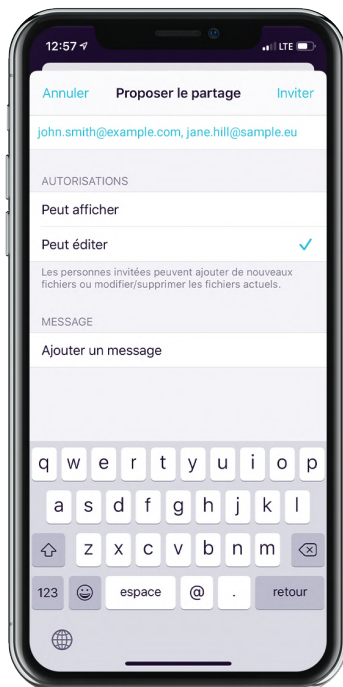 12:57 LTE
Annuler Proposer le partage Inviter
john.smith@example.com, jane.hill@sample.eu
AUTORISATIONS
Peut afficher
Peut éditer
Les personnes invitées peuvent ajouter de nouveaux
fichiers ou modifier/supprimer les fichiers actuels.
MESSAGE
Ajouter un message
q w e r t y u i o p
a s d f g h j k l
z x c v b n m
123 espace @ . retour